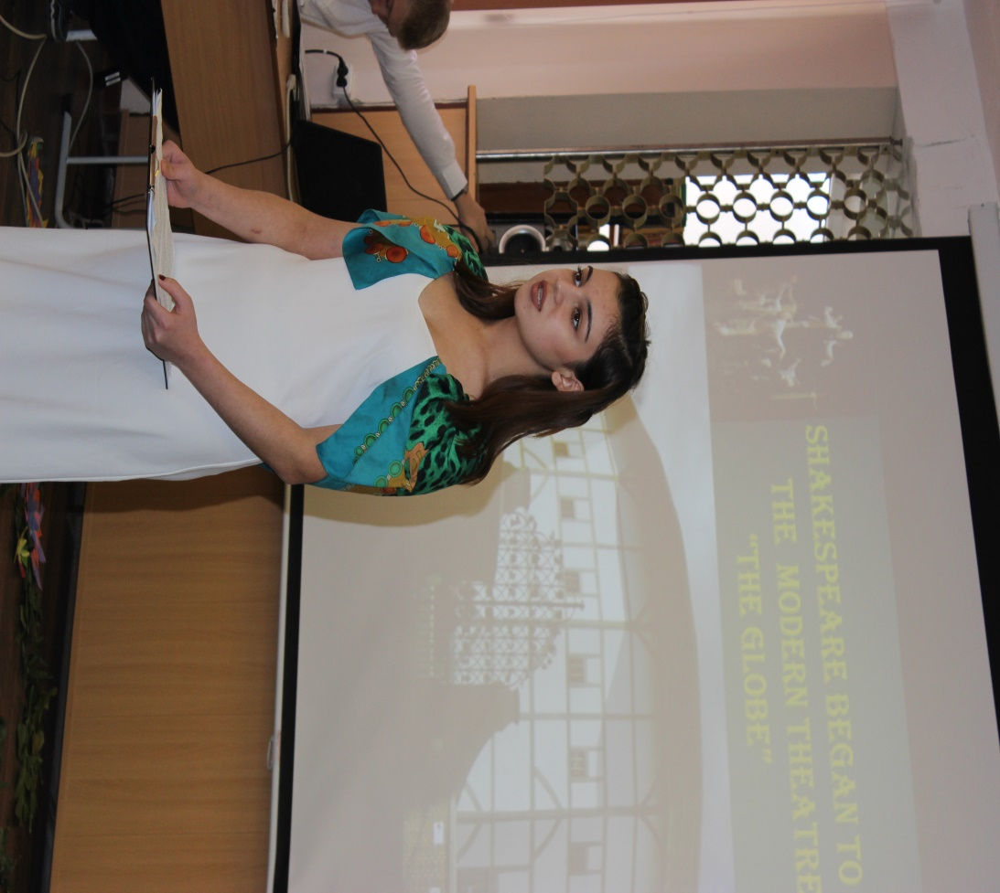 SHAKESPEARE BEGAN TO
THE MODERN THEATRE
“THE GLOBE”